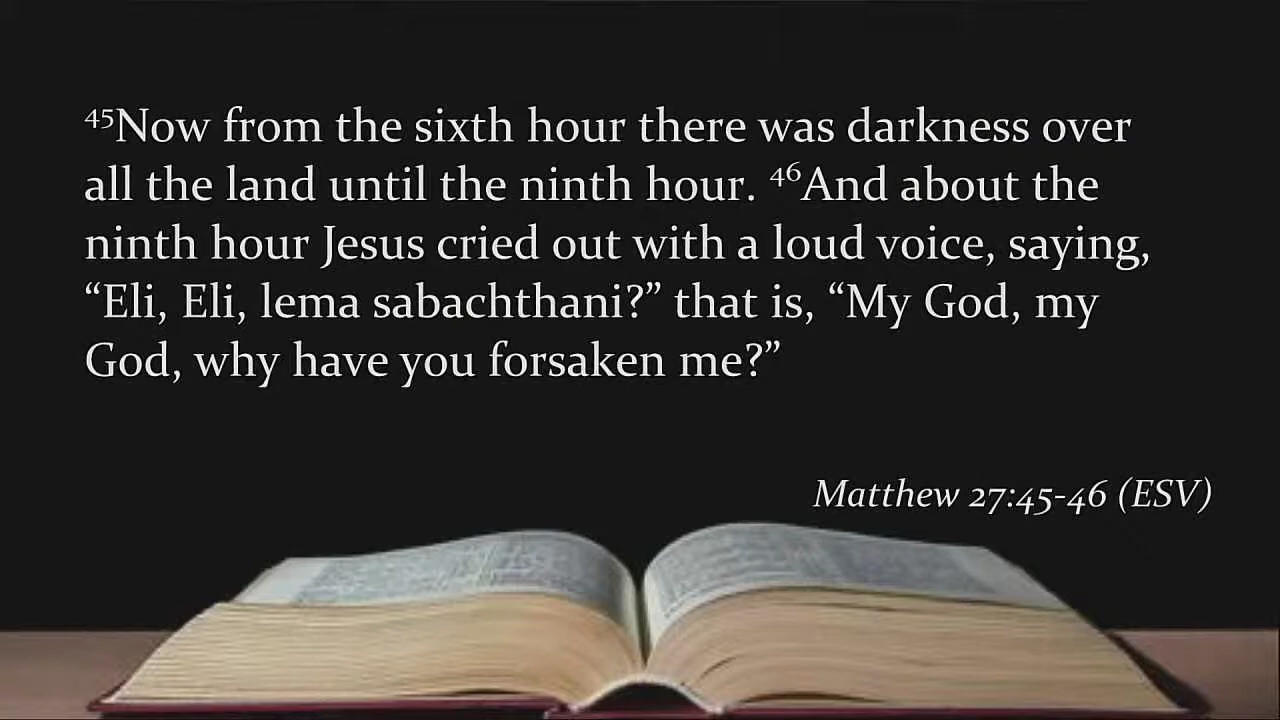 ⁴⁵Now from the sixth hour there was darkness over
all the land until the ninth hour. ⁴⁶And about the
ninth hour Jesus cried out with a loud voice, saying,
“Eli, Eli, lema sabachthani?” that is, “My God, my
God, why have you forsaken me?”
Matthew 27:45-46 (ESV)